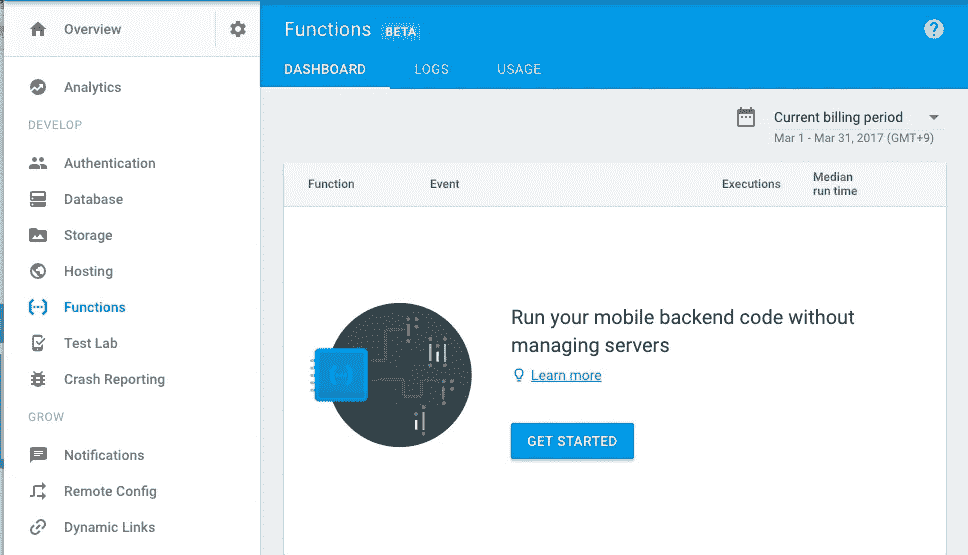 Overview
Analytics
DEVELOP
Authentication
Database
Storage
Hosting
Functions
Test Lab
Crash Reporting
GROW
Notifications
Remote Config
Dynamic Links
Functions BETA
DASHBOARD LOGS USAGE
Current billing period
Mar 1 - Mar 31, 2017 (GMT+9)
Function Event Executions Median
run time
Run your mobile backend code without
managing servers
Learn more
GET STARTED